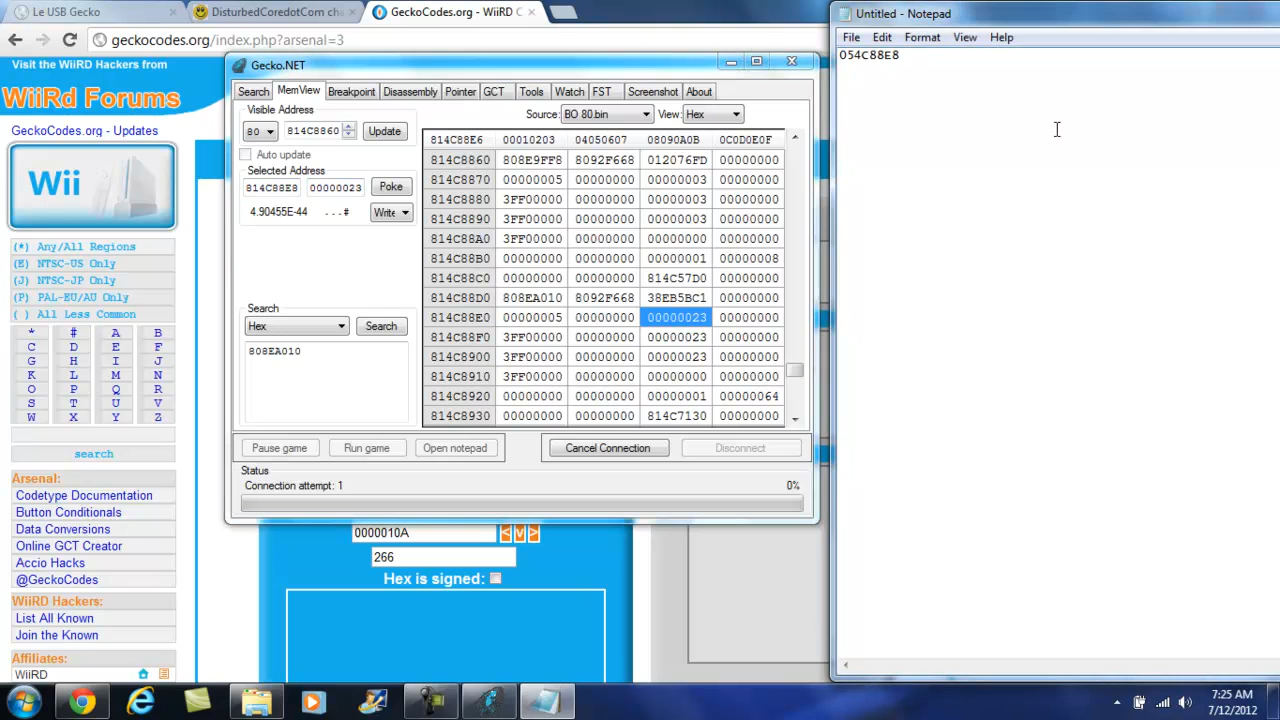 Le USB Gecko
DisturbedCoredotCom cha
GeckoCodes.org - WiiRD C
geckocodes.org/index.php?arsenal=3
Visit the WiiRD Hackers from
WiiRd Forums
GeckoCodes.org - Updates
Wii
(*) Any/All Regions
(E) NTSC-US Only
(J) NTSC-JP Only
(P) PAL-EU/AU Only
( ) All Less Common
* # A B
C D E F
G H I J
K L M N
O P Q R
S T U V
W X Y Z
search
Arsenal:
Codetype Documentation
Button Conditionals
Data Conversions
Online GCT Creator
Accio Hacks
@GeckoCodes
WiiRD Hackers:
List All Known
Join the Known
Affiliates:
WiiRD
Gecko.NET
Search MemView Breakpoint Disassembly Pointer GCT Tools Watch FST Screenshot About
Visible Address
80 814C8860 Update
Auto update
Selected Address
814C88E8 00000023 Poke
4.90455E-44 ...# Write
Search
Hex Search
808EA010
Source: BO 80.bin View: Hex
814C88E6 00010203 04050607 08090A0B 0C0D0E0F
814C8860 808E9FF8 8092F668 012076FD 00000000
814C8870 00000005 00000000 00000003 00000000
814C8880 3FF00000 00000000 00000003 00000000
814C8890 3FF00000 00000000 00000003 00000000
814C88A0 3FF00000 00000000 00000000 00000000
814C88B0 00000000 00000000 00000001 00000008
814C88C0 00000000 00000000 814C57D0 00000000
814C88D0 808EA010 8092F668 38EB5BC1 00000000
814C88E0 00000005 00000000 00000023 00000000
814C88F0 3FF00000 00000000 00000023 00000000
814C8900 3FF00000 00000000 00000023 00000000
814C8910 3FF00000 00000000 00000000 00000000
814C8920 00000000 00000000 00000001 00000064
814C8930 00000000 00000000 814C7130 00000000
Pause game Run game Open notepad Cancel Connection Disconnect
Status
Connection attempt: 1 0%
0000010A < v >
266
Hex is signed:
Untitled - Notepad
File Edit Format View Help
054C88E8
7:25 AM
7/12/2012